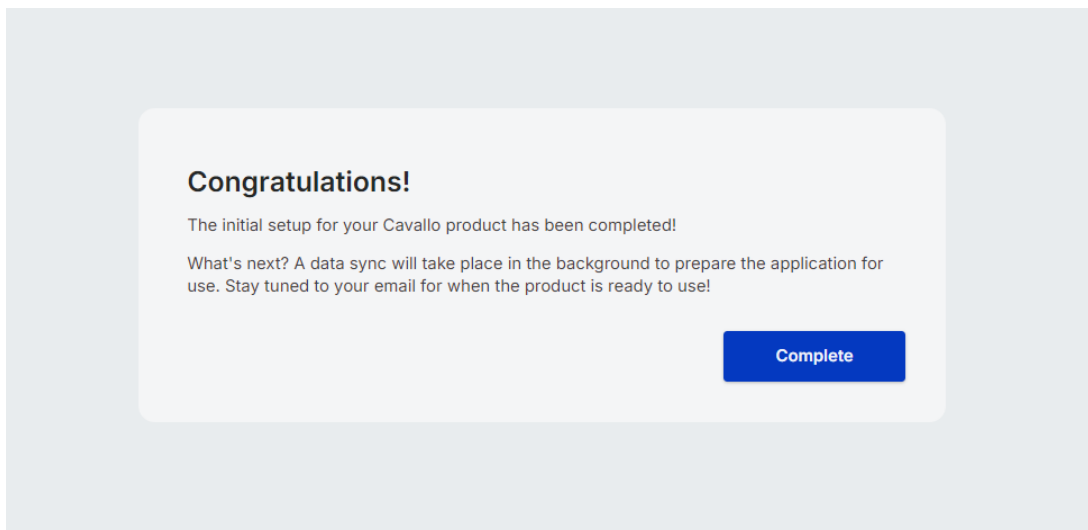 Congratulations!
The initial setup for your Cavallo product has been completed!
What's next? A data sync will take place in the background to prepare the application for
use. Stay tuned to your email for when the product is ready to use!
Complete